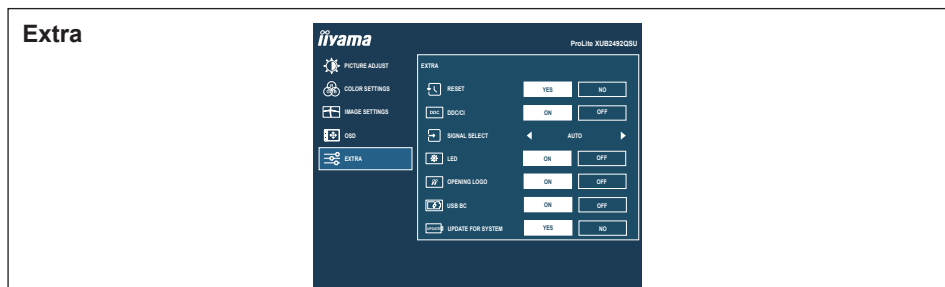 Extra
iiyama
ProLite XUB2492QSU
PICTURE ADJUST
COLOR SETTINGS
IMAGE SETTINGS
OSD
EXTRA
EXTRA
RESET YES NO
DDC DDC/CI ON OFF
SIGNAL SELECT AUTO
LED ON OFF
OPENING LOGO ON OFF
USB BC ON OFF
UPDATE UPDATE FOR SYSTEM YES NO